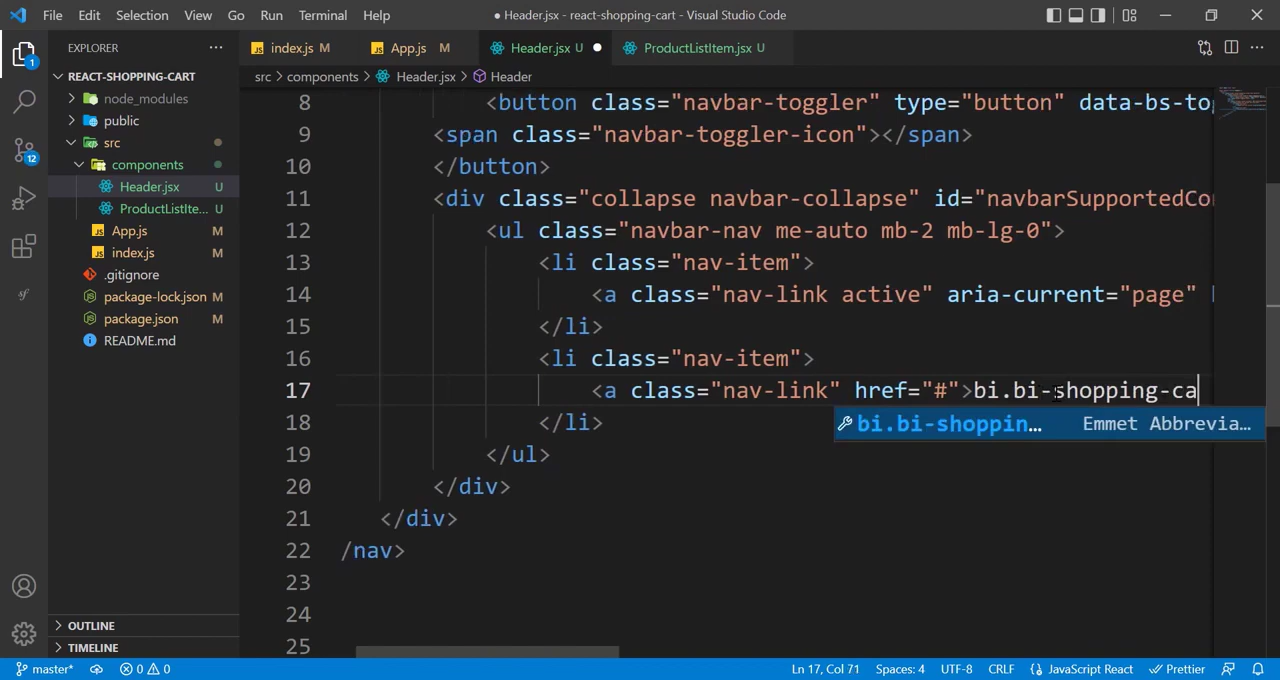 File Edit Selection View Go Run Terminal Help ● Header.jsx - react-shopping-cart - Visual Studio Code
EXPLORER ... index.js M App.js M Header.jsx U ● ProductListItem.jsx U
REACT-SHOPPING-CART
src > components > Header.jsx > Header
node_modules
public
src
components
Header.jsx U
ProductListIte... U
App.js M
index.js M
.gitignore
package-lock.json M
package.json M
README.md
OUTLINE
TIMELINE
1
12
8 <button class="navbar-toggler" type="button" data-bs-tog
9 <span class="navbar-toggler-icon"></span>
10 </button>
11 <div class="collapse navbar-collapse" id="navbarSupportedCon
12 <ul class="navbar-nav me-auto mb-2 mb-lg-0">
13 <li class="nav-item">
14 <a class="nav-link active" aria-current="page" h
15 </li>
16 <li class="nav-item">
17 <a class="nav-link" href="#">bi.bi-shopping-ca
bi.bi-shoppin... Emmet Abbrevia...
18 </li>
19 </ul>
20 </div>
21 </div>
22 /nav>
23
24
25
master* 0 0 Ln 17, Col 71 Spaces: 4 UTF-8 CRLF JavaScript React Prettier